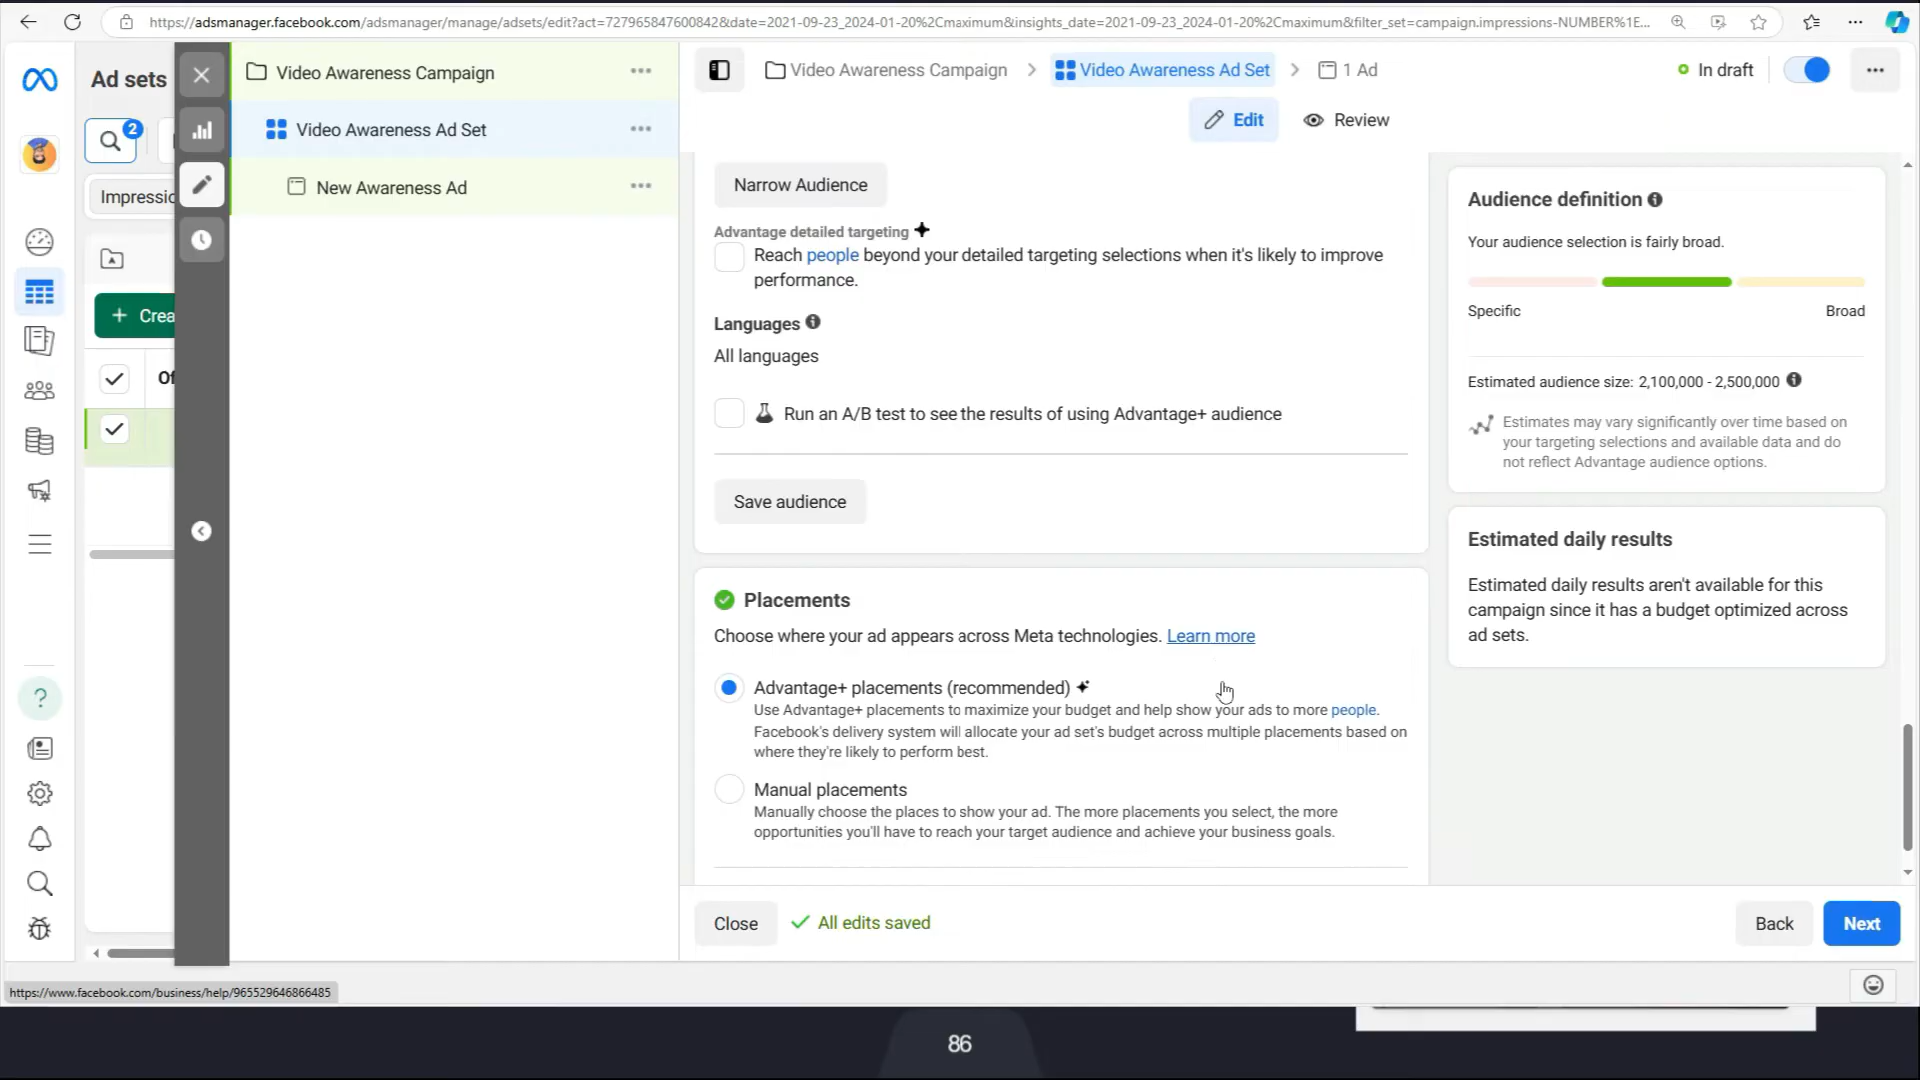 https://adsmanager.facebook.com/adsmanager/manage/adsets/edit?act=727965847600842&date=2021-09-23_2024-01-20%2Cmaximum&insights_date=2021-09-23_2024-01-20%2Cmaximum&filter_set=campaign.impressions-NUMBER%1E...
Ad sets
2
Impressio
Crea
Of
Video Awareness Campaign
Video Awareness Ad Set
New Awareness Ad
Video Awareness Campaign
Video Awareness Ad Set
1 Ad
In draft
Edit
Review
Narrow Audience
Advantage detailed targeting
Reach people beyond your detailed targeting selections when it's likely to improve
performance.
Languages
All languages
Run an A/B test to see the results of using Advantage+ audience
Save audience
Placements
Choose where your ad appears across Meta technologies. Learn more
Advantage+ placements (recommended)
Use Advantage+ placements to maximize your budget and help show your ads to more people.
Facebook's delivery system will allocate your ad set's budget across multiple placements based on
where they're likely to perform best.
Manual placements
Manually choose the places to show your ad. The more placements you select, the more
opportunities you'll have to reach your target audience and achieve your business goals.
Audience definition
Your audience selection is fairly broad.
Specific
Broad
Estimated audience size: 2,100,000 - 2,500,000
Estimates may vary significantly over time based on
your targeting selections and available data and do
not reflect Advantage audience options.
Estimated daily results
Estimated daily results aren't available for this
campaign since it has a budget optimized across
ad sets.
Close
All edits saved
Back
Next
https://www.facebook.com/business/help/965529646866485
86